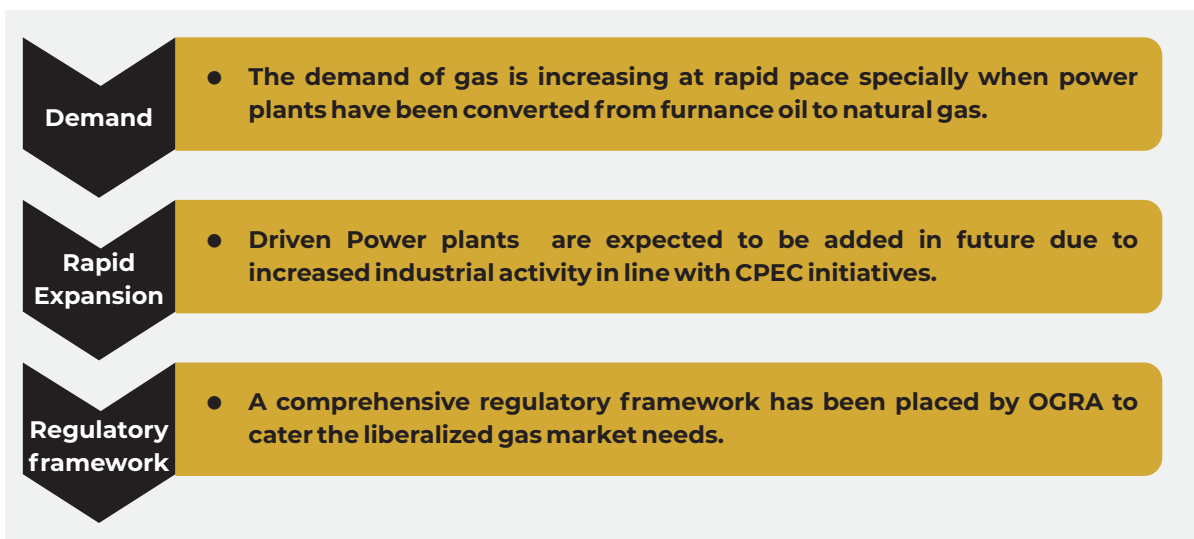 Demand
● The demand of gas is increasing at rapid pace specially when power
plants have been converted from furnance oil to natural gas.
Rapid
Expansion
● Driven Power plants are expected to be added in future due to
increased industrial activity in line with CPEC initiatives.
Regulatory
framework
● A comprehensive regulatory framework has been placed by OGRA to
cater the liberalized gas market needs.